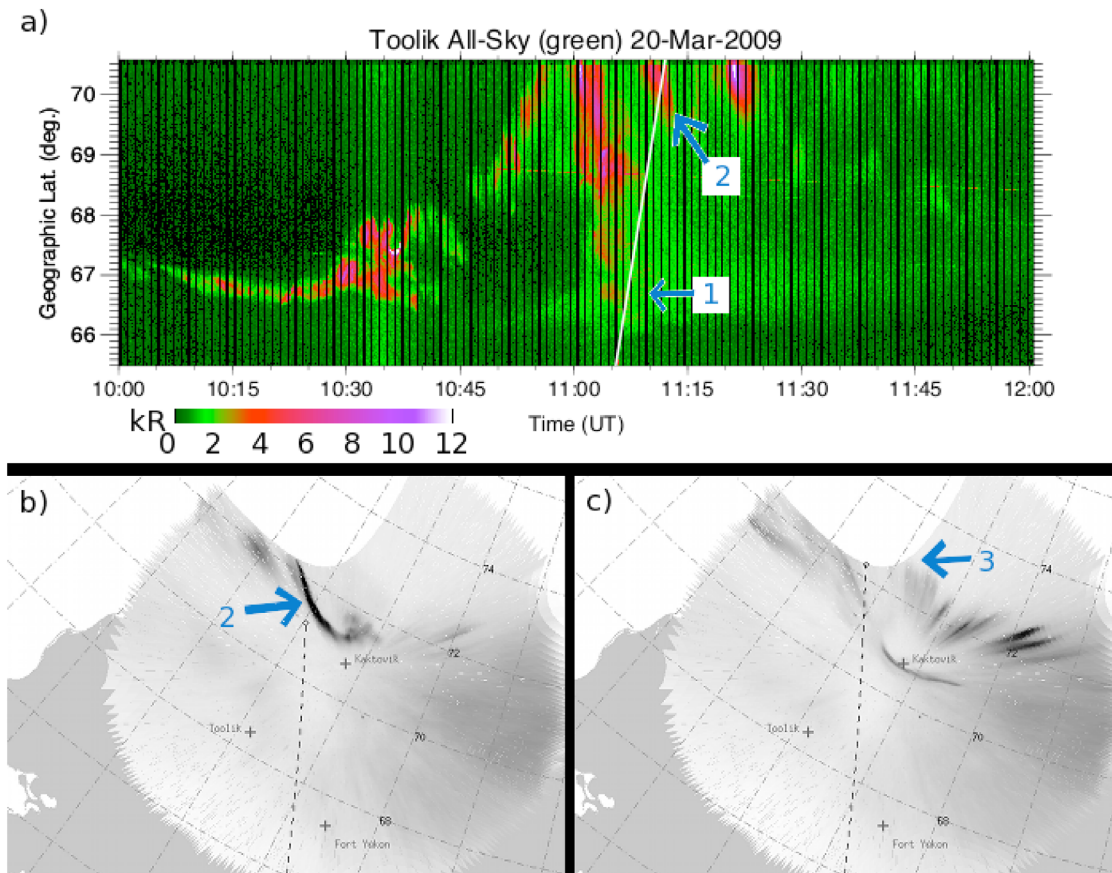 a)
Toolik All-Sky (green) 20-Mar-2009
Geographic Lat. (deg.)
70
69
68
67
66
2
1
10:00 10:15 10:30 10:45 11:00 11:15 11:30 11:45 12:00
kR
0 2 4 6 8 10 12
Time (UT)
b)
2
74
72
Kaktovik
Toolik
70
68
Fort Yukon
c)
3
74
72
Kaktovik
Toolik
70
68
Fort Yukon